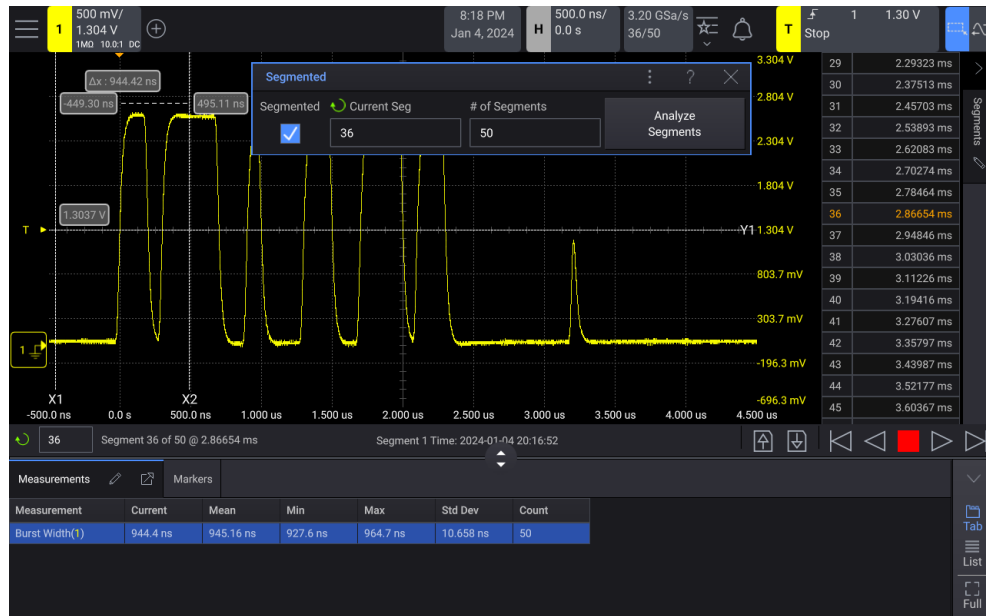 1
500 mV/
1.304 V
1MΩ 10.0:1 DC
8:18 PM
Jan 4, 2024
H
500.0 ns/
0.0 s
3.20 GSa/s
36/50
T
1
1.30 V
Stop
Δx : 944.42 ns
-449.30 ns
495.11 ns
1.3037 V
T
1
Segmented
?
Segmented
Current Seg
# of Segments
36
50
Analyze
Segments
3.304 V
2.804 V
2.304 V
1.804 V
Y1 1.304 V
803.7 mV
303.7 mV
-196.3 mV
-696.3 mV
X1
X2
-500.0 ns
0.0 s
500.0 ns
1.000 us
1.500 us
2.000 us
2.500 us
3.000 us
3.500 us
4.000 us
4.500 us
29 2.29323 ms
30 2.37513 ms
31 2.45703 ms
32 2.53893 ms
33 2.62083 ms
34 2.70274 ms
35 2.78464 ms
36 2.86654 ms
37 2.94846 ms
38 3.03036 ms
39 3.11226 ms
40 3.19416 ms
41 3.27607 ms
42 3.35797 ms
43 3.43987 ms
44 3.52177 ms
45 3.60367 ms
Segments
36
Segment 36 of 50 @ 2.86654 ms
Segment 1 Time: 2024-01-04 20:16:52
Measurements
Markers
Measurement Current Mean Min Max Std Dev Count
Burst Width(1) 944.4 ns 945.16 ns 927.6 ns 964.7 ns 10.658 ns 50
Tab
List
Full